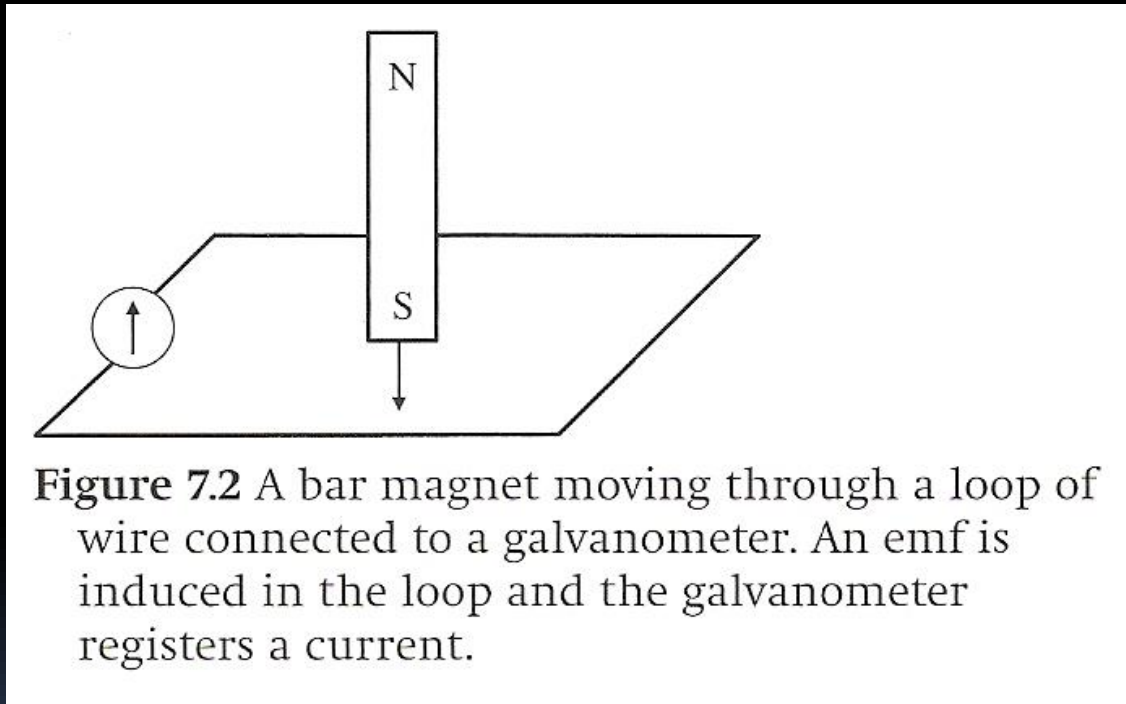 N
S
Figure 7.2 A bar magnet moving through a loop of
wire connected to a galvanometer. An emf is
induced in the loop and the galvanometer
registers a current.